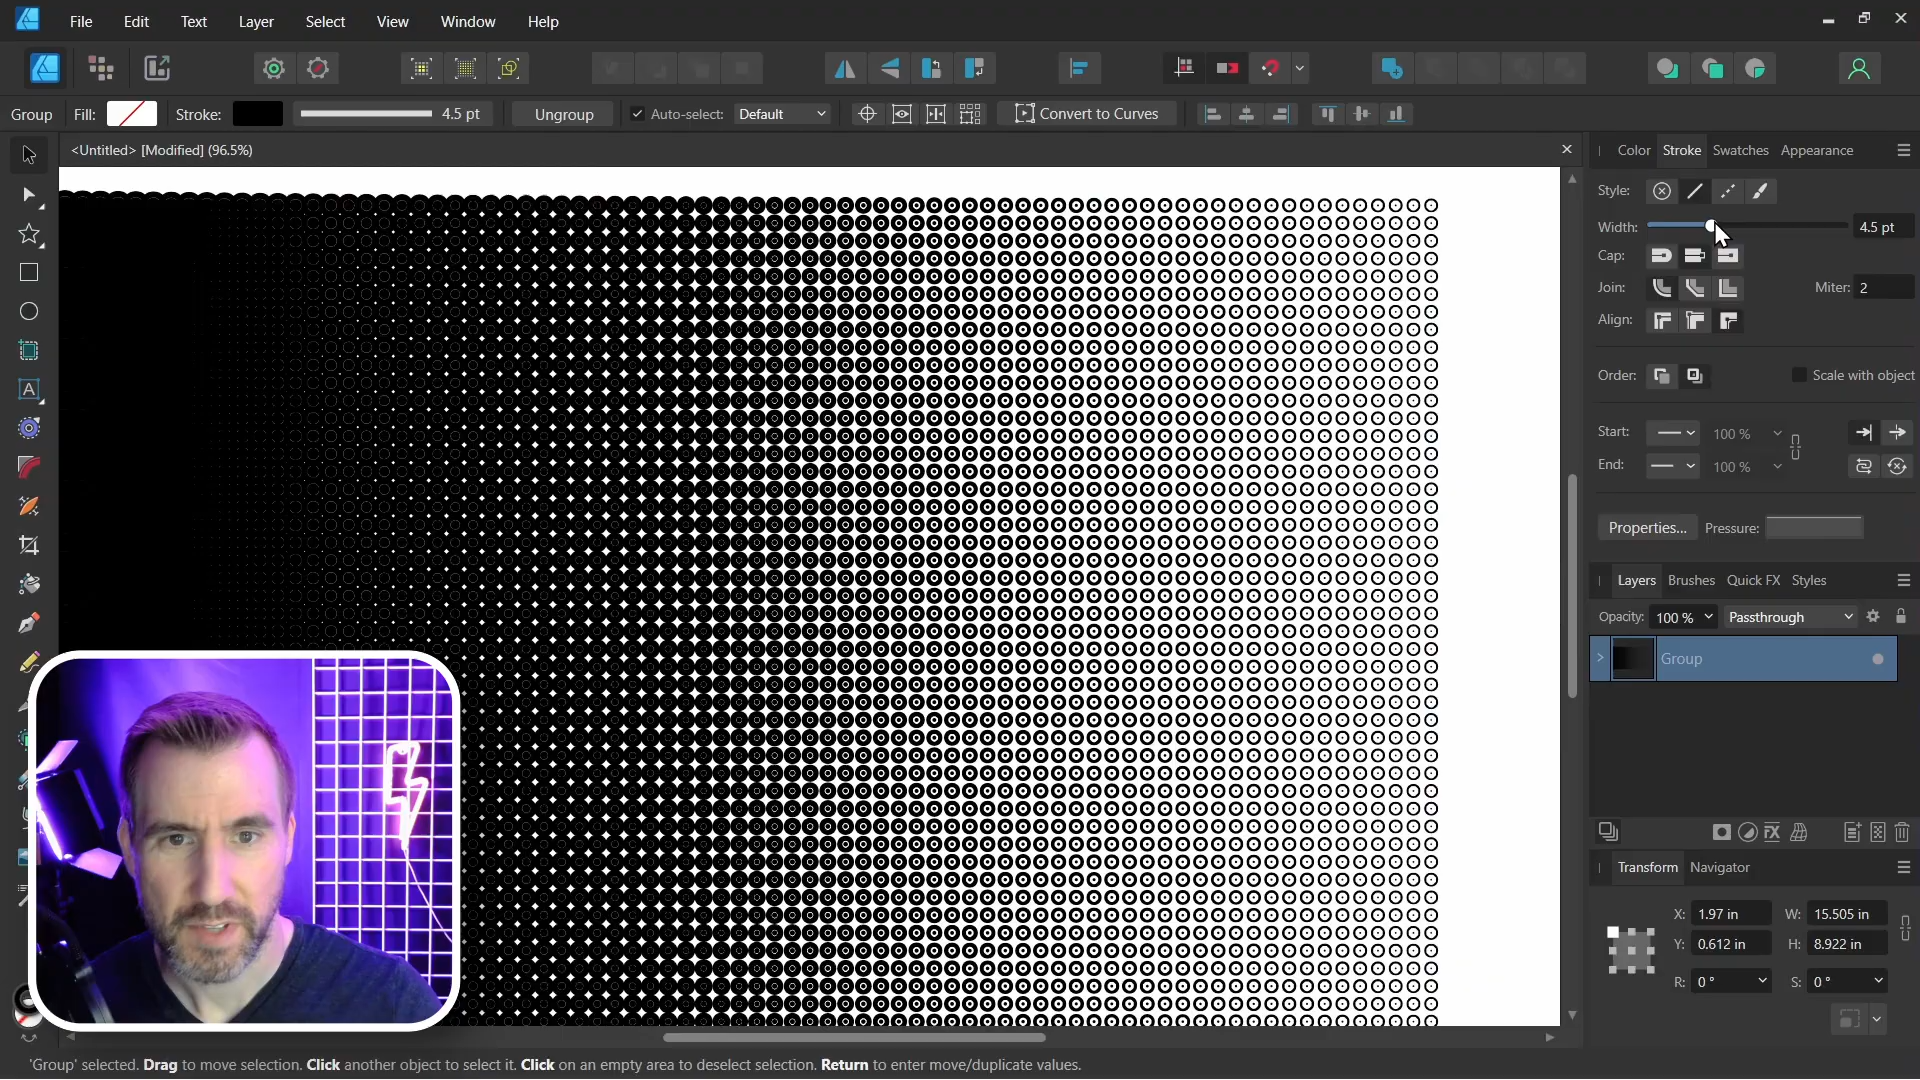 File Edit Text Layer Select View Window Help
Group Fill: Stroke: 4.5 pt Ungroup Auto-select: Default Convert to Curves
<Untitled> [Modified] (96.5%)
Color Stroke Swatches Appearance
Style:
Width: 4.5 pt
Cap:
Join: Miter: 2
Align:
Order: Scale with object
Start: 100 %
End: 100 %
Properties... Pressure:
Layers Brushes Quick FX Styles
Opacity: 100 % Passthrough
Group
Transform Navigator
X: 1.97 in W: 15.505 in
Y: 0.612 in H: 8.922 in
R: 0 ° S: 0 °
'Group' selected. Drag to move selection. Click another object to select it. Click on an empty area to deselect selection. Return to enter move/duplicate values.